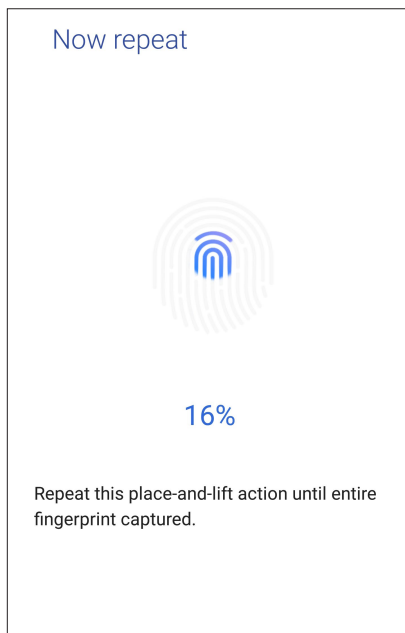 Now repeat
16%
Repeat this place-and-lift action until entire
fingerprint captured.